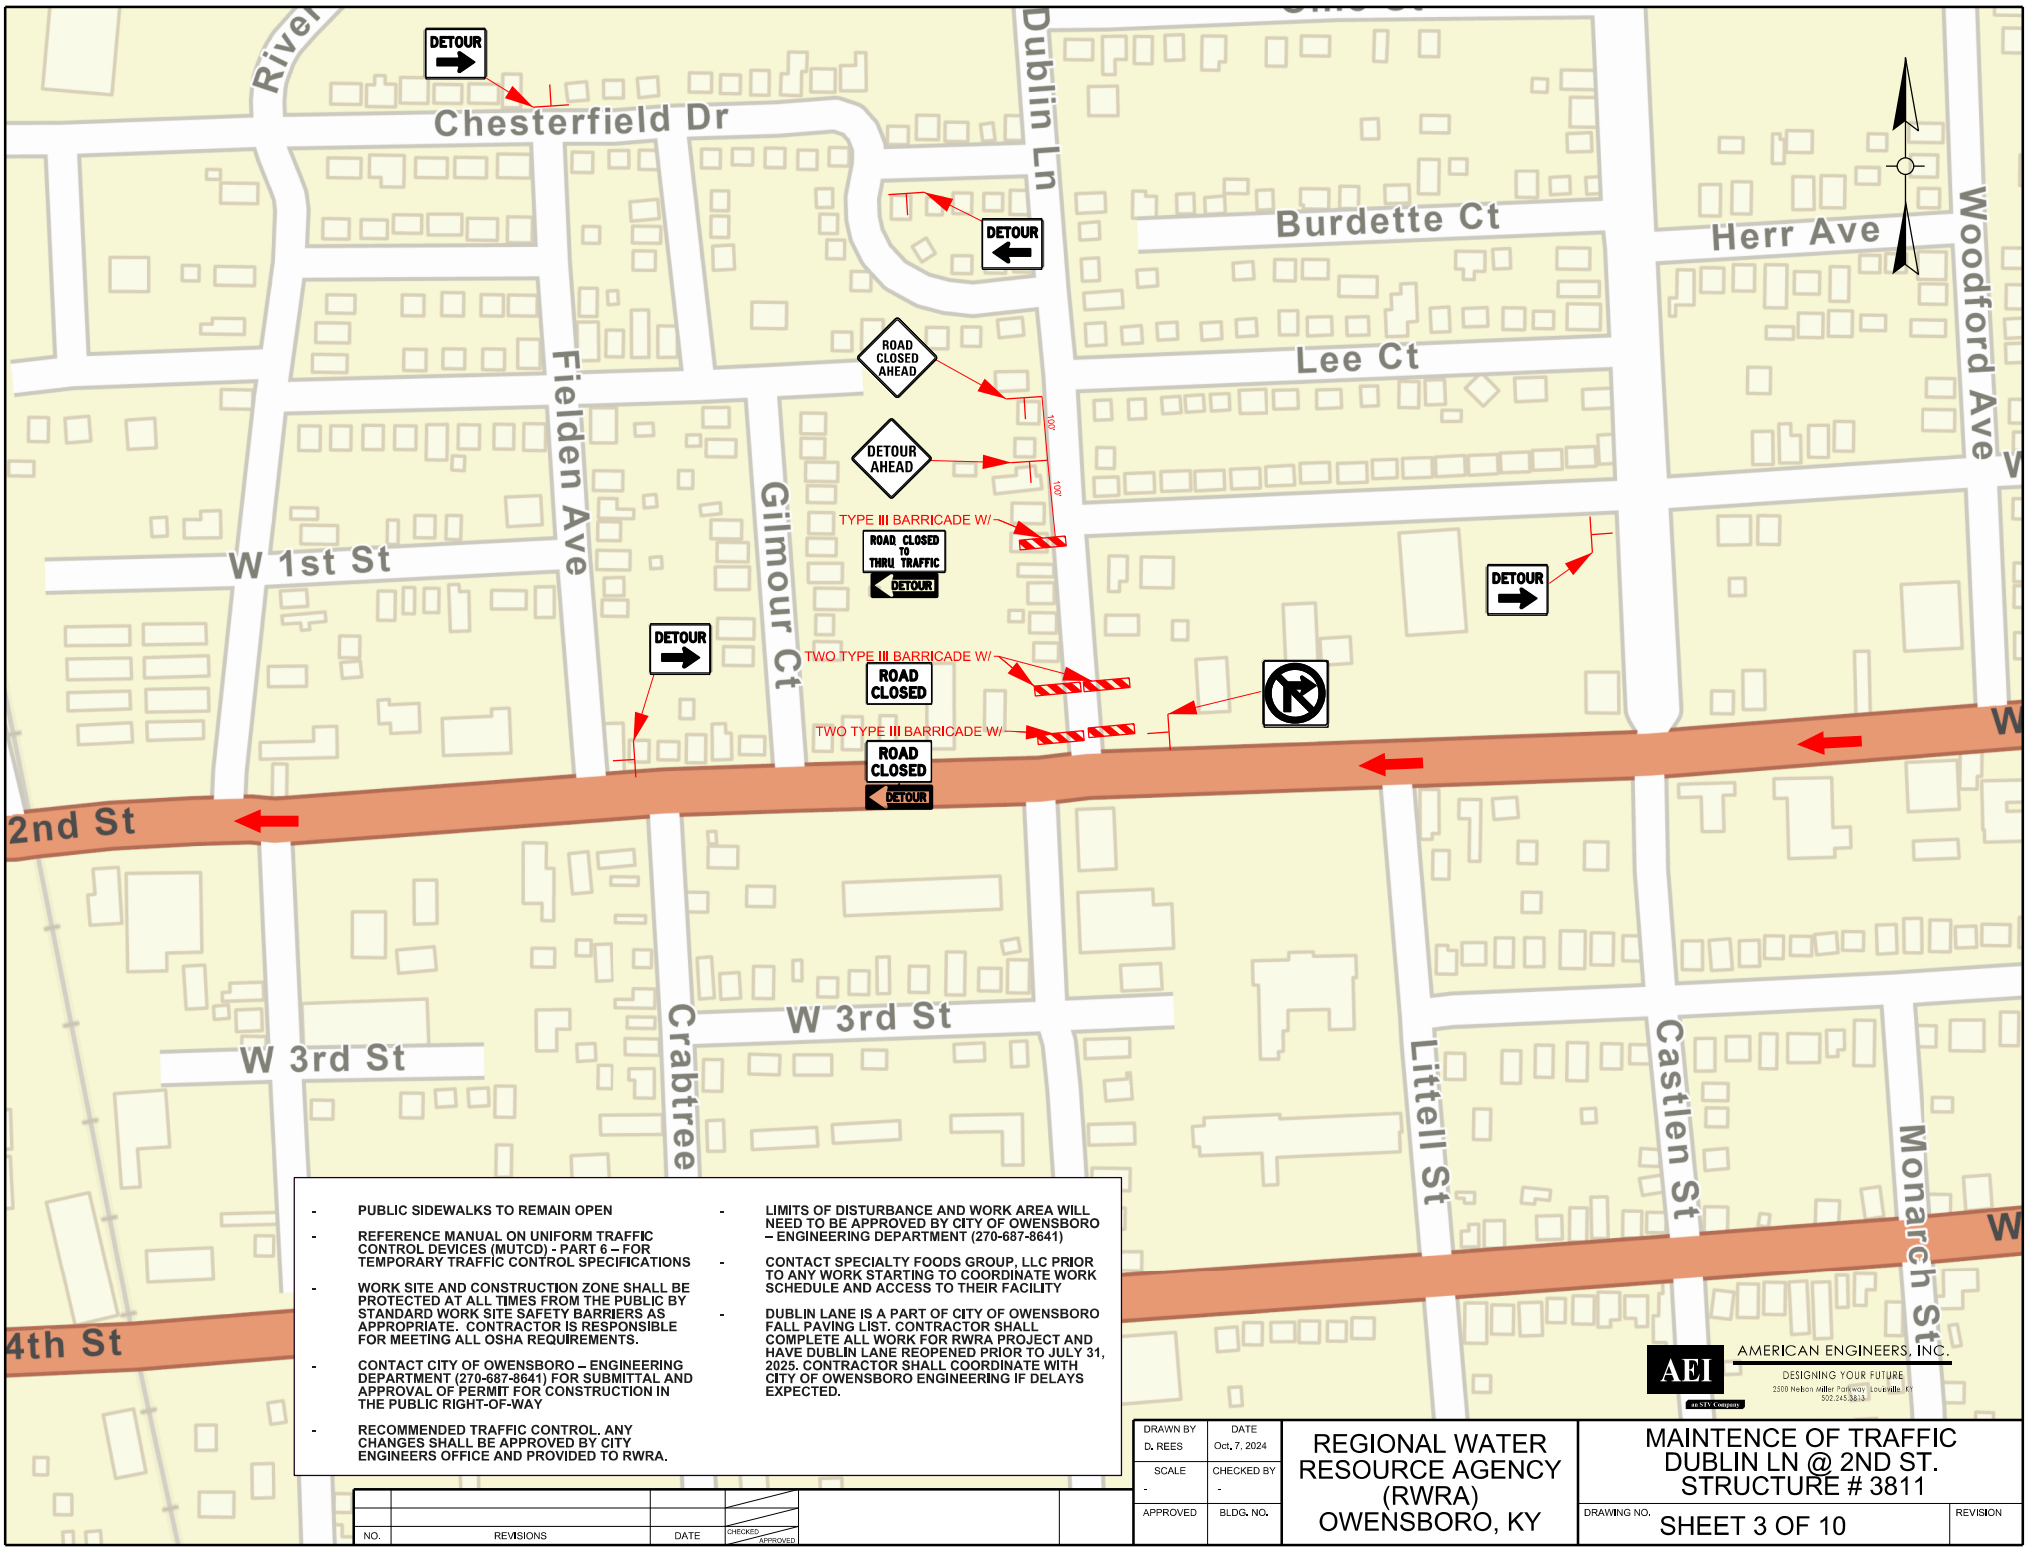 River
DETOUR
Chesterfield Dr
Dublin Ln
DETOUR
Burdette Ct
Herr Ave
Woodford Ave
ROAD
CLOSED
AHEAD
100'
Lee Ct
Fielden Ave
DETOUR
AHEAD
100'
Gilmour Ct
TYPE III BARRICADE W/
ROAD CLOSED
TO
THRU TRAFFIC
DETOUR
W 1st St
DETOUR
DETOUR
TWO TYPE III BARRICADE W/
ROAD
CLOSED
TWO TYPE III BARRICADE W/
ROAD
CLOSED
DETOUR
W
W
2nd St
W 3rd St
W 3rd St
Crabtree
Littell St
Castlen St
Monarch St
W
4th St
- PUBLIC SIDEWALKS TO REMAIN OPEN
- REFERENCE MANUAL ON UNIFORM TRAFFIC
CONTROL DEVICES (MUTCD) - PART 6 – FOR
TEMPORARY TRAFFIC CONTROL SPECIFICATIONS
- WORK SITE AND CONSTRUCTION ZONE SHALL BE
PROTECTED AT ALL TIMES FROM THE PUBLIC BY
STANDARD WORK SITE SAFETY BARRIERS AS
APPROPRIATE. CONTRACTOR IS RESPONSIBLE
FOR MEETING ALL OSHA REQUIREMENTS.
- CONTACT CITY OF OWENSBORO – ENGINEERING
DEPARTMENT (270-687-8641) FOR SUBMITTAL AND
APPROVAL OF PERMIT FOR CONSTRUCTION IN
THE PUBLIC RIGHT-OF-WAY
- RECOMMENDED TRAFFIC CONTROL. ANY
CHANGES SHALL BE APPROVED BY CITY
ENGINEERS OFFICE AND PROVIDED TO RWRA.
- LIMITS OF DISTURBANCE AND WORK AREA WILL
NEED TO BE APPROVED BY CITY OF OWENSBORO
– ENGINEERING DEPARTMENT (270-687-8641)
- CONTACT SPECIALTY FOODS GROUP, LLC PRIOR
TO ANY WORK STARTING TO COORDINATE WORK
SCHEDULE AND ACCESS TO THEIR FACILITY
- DUBLIN LANE IS A PART OF CITY OF OWENSBORO
FALL PAVING LIST. CONTRACTOR SHALL
COMPLETE ALL WORK FOR RWRA PROJECT AND
HAVE DUBLIN LANE REOPENED PRIOR TO JULY 31,
2025. CONTRACTOR SHALL COORDINATE WITH
CITY OF OWENSBORO ENGINEERING IF DELAYS
EXPECTED.
AEI
an STV Company
AMERICAN ENGINEERS, INC.
DESIGNING YOUR FUTURE
2500 Nelson Miller Parkway Louisville KY
502.245.3813
NO. REVISIONS DATE CHECKED APPROVED
DRAWN BY DATE
D. REES Oct. 7, 2024
SCALE CHECKED BY
- -
APPROVED BLDG. NO.
REGIONAL WATER
RESOURCE AGENCY
(RWRA)
OWENSBORO, KY
MAINTENCE OF TRAFFIC
DUBLIN LN @ 2ND ST.
STRUCTURE # 3811
DRAWING NO. SHEET 3 OF 10 REVISION